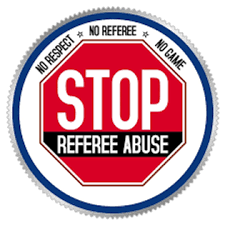 NO RESPECT ★ NO REFEREE ★ NO GAME
STOP
REFEREE ABUSE